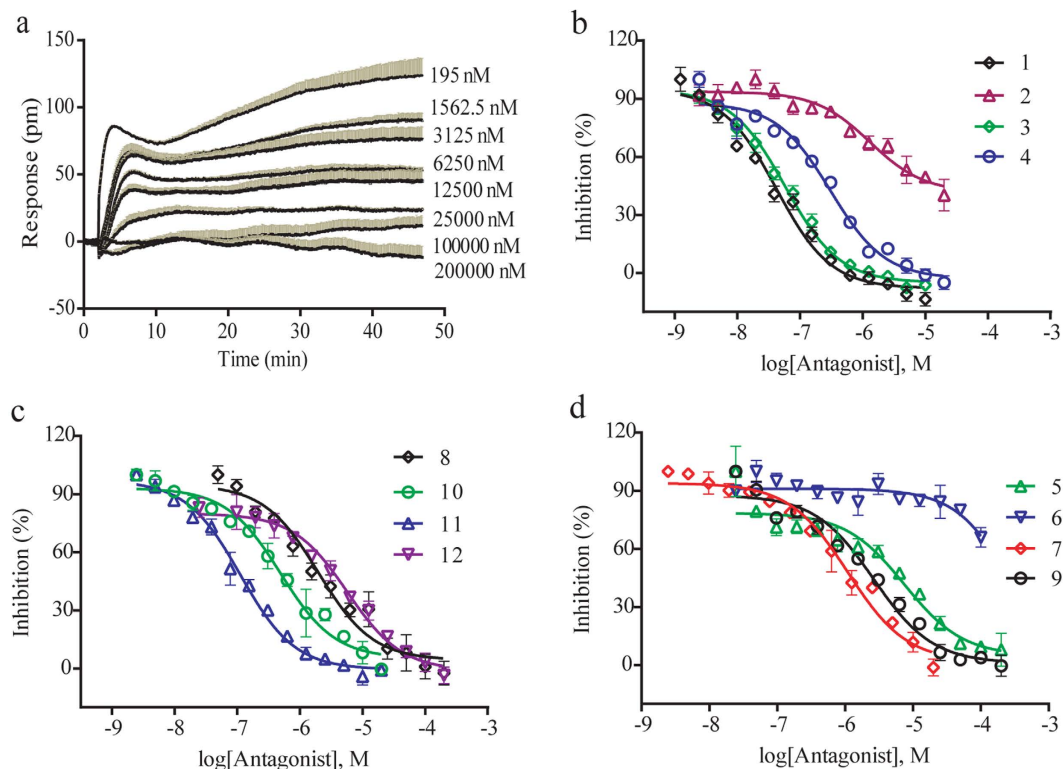 a
Response (pm)
150
100
50
0
-50
0 10 20 30 40 50
Time (min)
195 nM
1562.5 nM
3125 nM
6250 nM
12500 nM
25000 nM
100000 nM
200000 nM
b
Inhibition (%)
120
90
60
30
0
-9 -8 -7 -6 -5 -4 -3
log[Antagonist], M
1
2
3
4
c
Inhibition (%)
120
90
60
30
0
-9 -8 -7 -6 -5 -4 -3
log[Antagonist], M
8
10
11
12
d
Inhibition (%)
120
90
60
30
0
-9 -8 -7 -6 -5 -4 -3
log[Antagonist], M
5
6
7
9